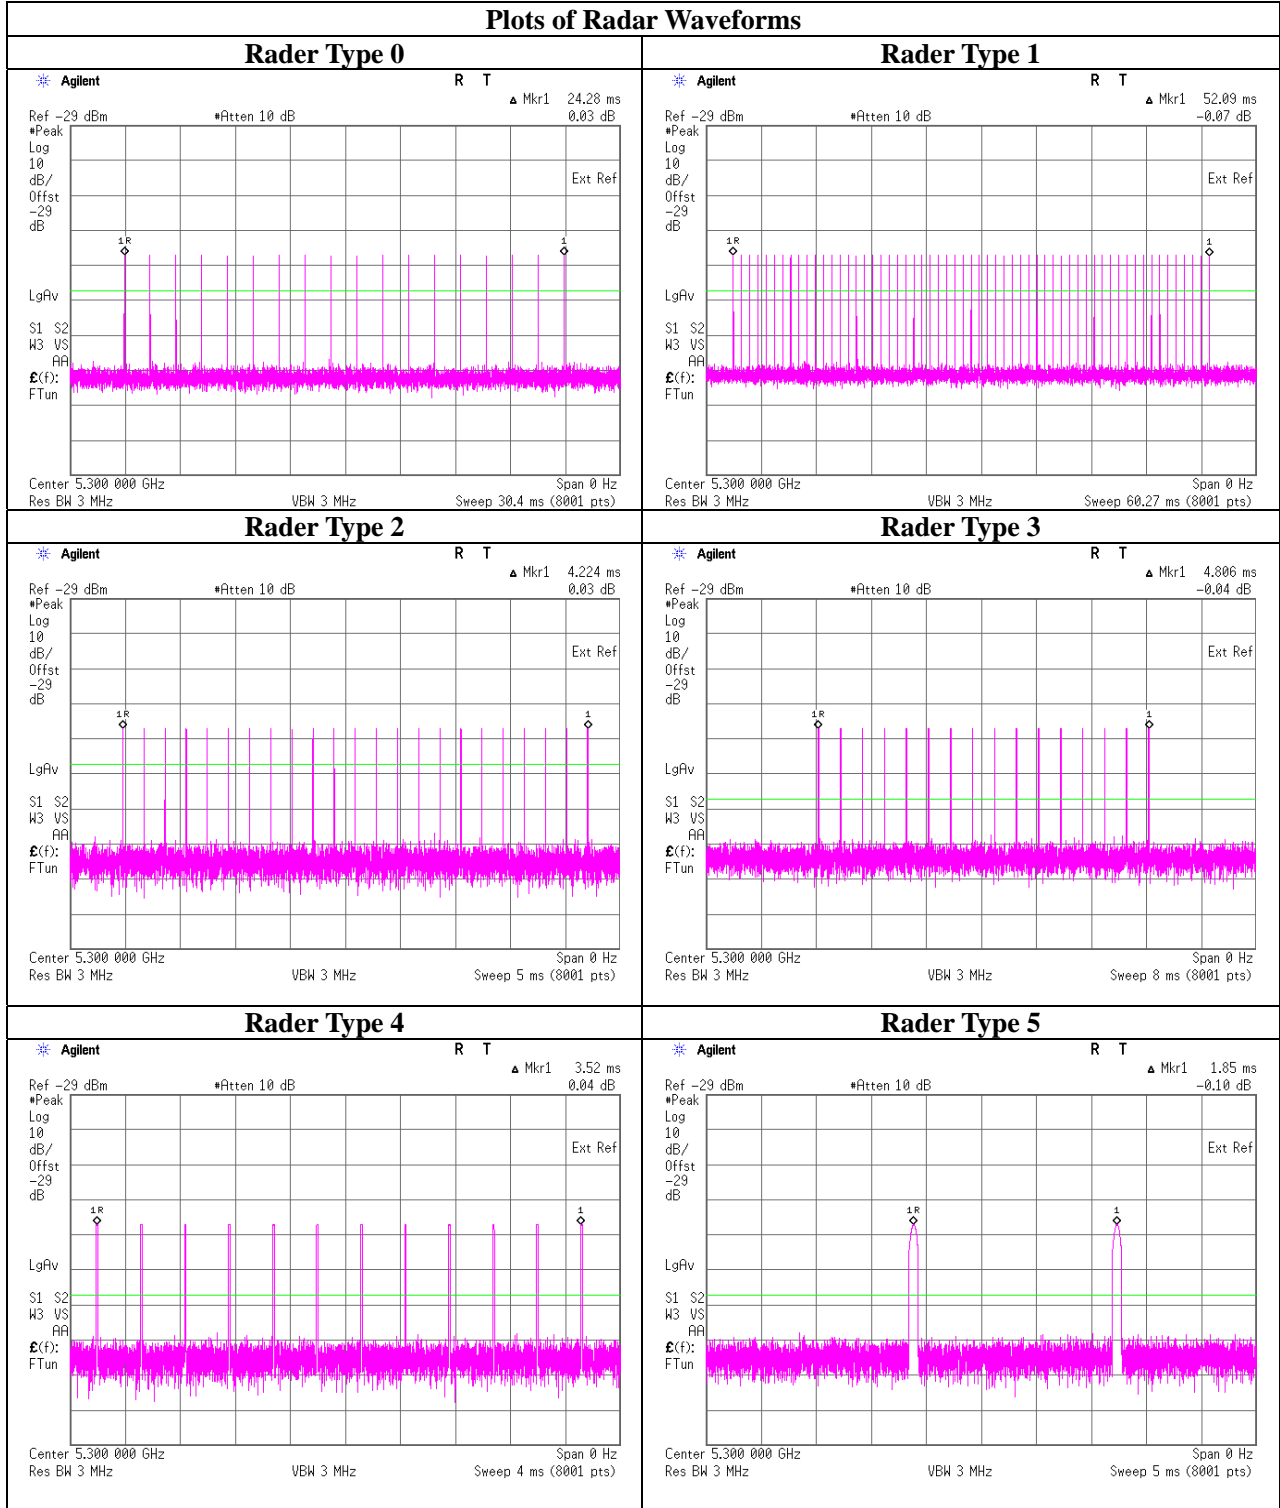 Plots of Radar Waveforms
Rader Type 0
Agilent
R T
Δ Mkr1 24.28 ms
Ref -29 dBm #Atten 10 dB 0.03 dB
#Peak
Log
10
dB/
Offst
-29
dB
Ext Ref
1R
1
LgAv
S1 S2
W3 VS
AA
£(f):
FTun
Center 5.300 000 GHz Span 0 Hz
Res BW 3 MHz VBW 3 MHz Sweep 30.4 ms (8001 pts)
Rader Type 1
Agilent
R T
Δ Mkr1 52.09 ms
Ref -29 dBm #Atten 10 dB -0.07 dB
#Peak
Log
10
dB/
Offst
-29
dB
Ext Ref
1R
1
LgAv
S1 S2
W3 VS
AA
£(f):
FTun
Center 5.300 000 GHz Span 0 Hz
Res BW 3 MHz VBW 3 MHz Sweep 60.27 ms (8001 pts)
Rader Type 2
Agilent
R T
Δ Mkr1 4.224 ms
Ref -29 dBm #Atten 10 dB 0.03 dB
#Peak
Log
10
dB/
Offst
-29
dB
Ext Ref
1R
1
LgAv
S1 S2
W3 VS
AA
£(f):
FTun
Center 5.300 000 GHz Span 0 Hz
Res BW 3 MHz VBW 3 MHz Sweep 5 ms (8001 pts)
Rader Type 3
Agilent
R T
Δ Mkr1 4.806 ms
Ref -29 dBm #Atten 10 dB -0.04 dB
#Peak
Log
10
dB/
Offst
-29
dB
Ext Ref
1R
1
LgAv
S1 S2
W3 VS
AA
£(f):
FTun
Center 5.300 000 GHz Span 0 Hz
Res BW 3 MHz VBW 3 MHz Sweep 8 ms (8001 pts)
Rader Type 4
Agilent
R T
Δ Mkr1 3.52 ms
Ref -29 dBm #Atten 10 dB 0.04 dB
#Peak
Log
10
dB/
Offst
-29
dB
Ext Ref
1R
1
LgAv
S1 S2
W3 VS
AA
£(f):
FTun
Center 5.300 000 GHz Span 0 Hz
Res BW 3 MHz VBW 3 MHz Sweep 4 ms (8001 pts)
Rader Type 5
Agilent
R T
Δ Mkr1 1.85 ms
Ref -29 dBm #Atten 10 dB -0.10 dB
#Peak
Log
10
dB/
Offst
-29
dB
Ext Ref
1R
1
LgAv
S1 S2
W3 VS
AA
£(f):
FTun
Center 5.300 000 GHz Span 0 Hz
Res BW 3 MHz VBW 3 MHz Sweep 5 ms (8001 pts)